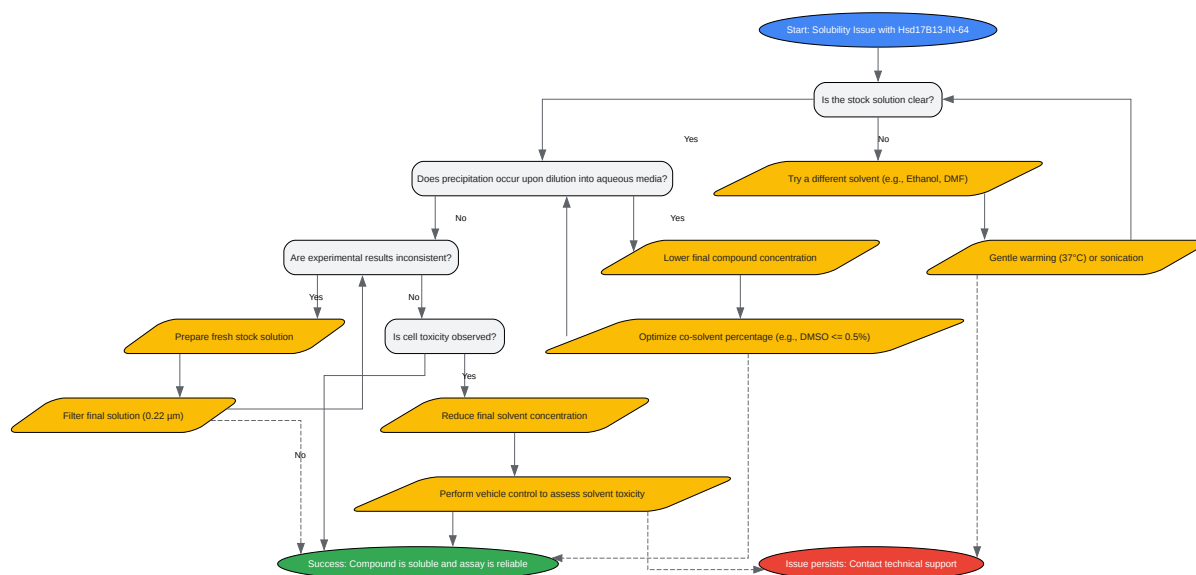 Start: Solubility Issue with Hsd17B13-IN-64
Is the stock solution clear?
Yes
No
Does precipitation occur upon dilution into aqueous media?
Try a different solvent (e.g., Ethanol, DMF)
No
Yes
Are experimental results inconsistent?
Lower final compound concentration
Gentle warming (37°C) or sonication
Yes
No
Prepare fresh stock solution
Is cell toxicity observed?
Optimize co-solvent percentage (e.g., DMSO <= 0.5%)
Yes
Filter final solution (0.22 µm)
Reduce final solvent concentration
No
Perform vehicle control to assess solvent toxicity
Success: Compound is soluble and assay is reliable
Issue persists: Contact technical support